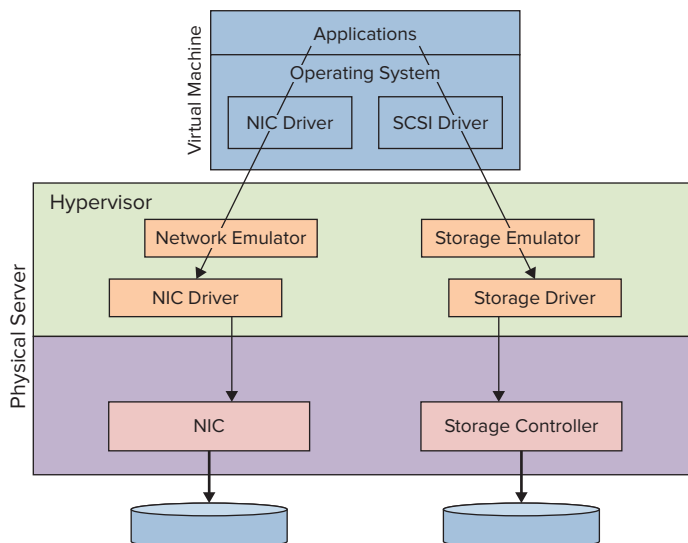 Virtual Machine
Applications
Operating System
NIC Driver
SCSI Driver
Physical Server
Hypervisor
Network Emulator
Storage Emulator
NIC Driver
Storage Driver
NIC
Storage Controller